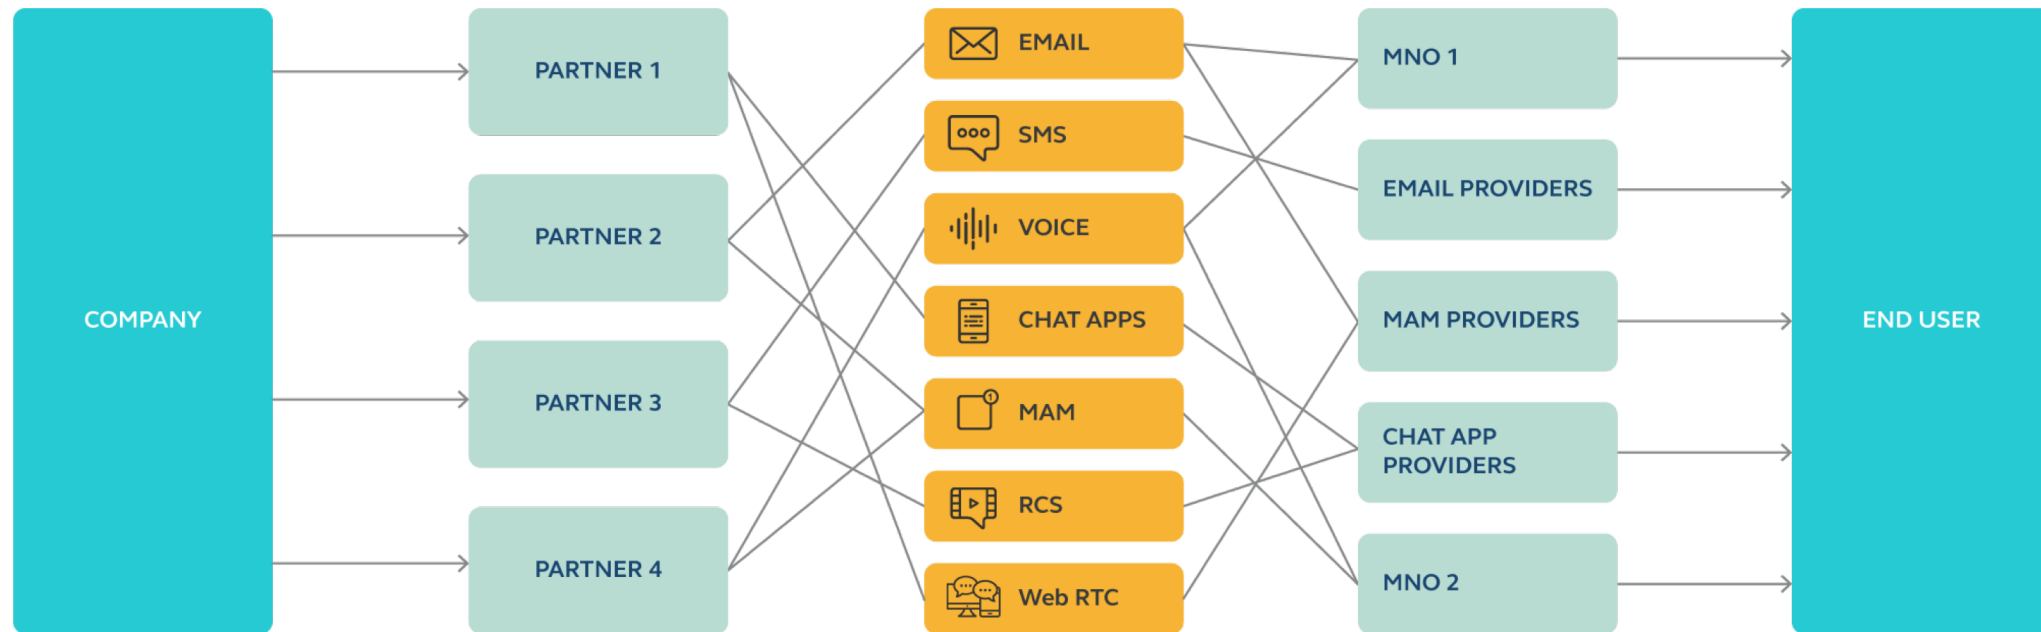 COMPANY
PARTNER 1
PARTNER 2
PARTNER 3
PARTNER 4
EMAIL
SMS
VOICE
CHAT APPS
1
MAM
RCS
Web RTC
MNO 1
EMAIL PROVIDERS
MAM PROVIDERS
CHAT APP
PROVIDERS
MNO 2
END USER